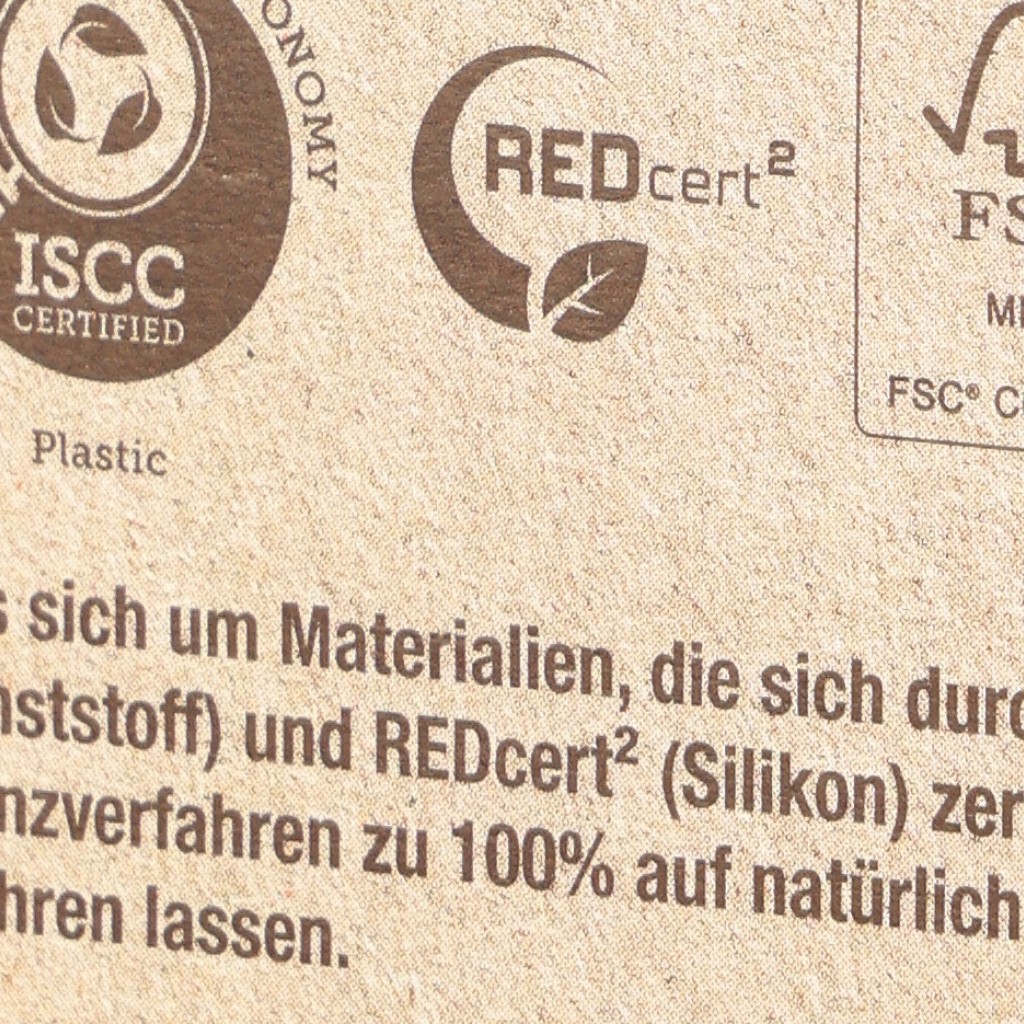 ONOMY
REDcert²
ISCC
CERTIFIED
FSC® C
Plastic
sich um Materialien, die sich durc
nststoff) und REDcert² (Silikon) zer
nzverfahren zu 100% auf natürlich
hren lassen.